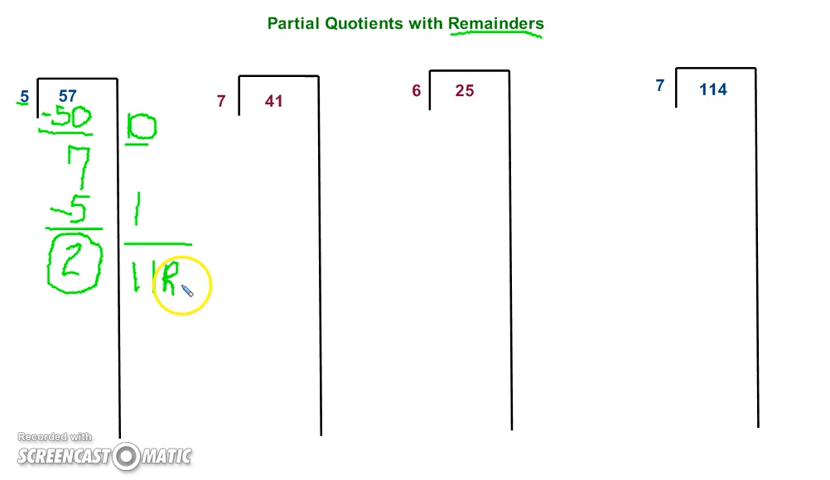 Partial Quotients with Remainders
5 57
-50 10
7
-5 1
2 11R
7 41
6 25
7 114
Recorded with
SCREENCAST-O-MATIC